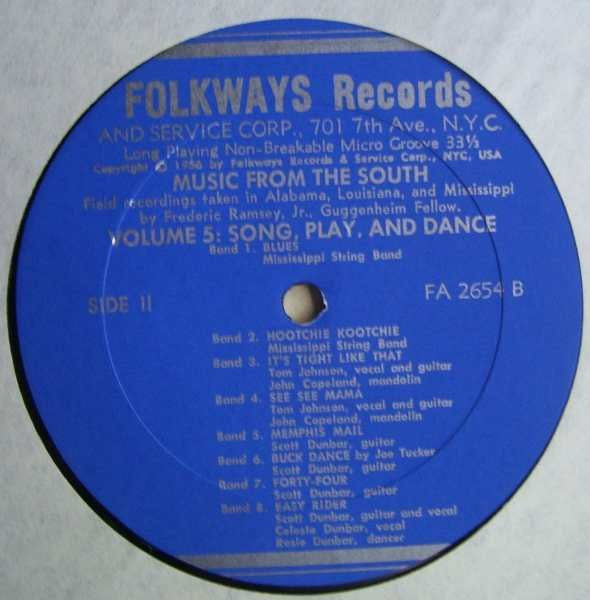 FOLKWAYS Records
AND SERVICE CORP., 701 7th Ave., N.Y.C.
Long Playing Non-Breakable Micro Groove 33⅓
Copyright © 1956 by Folkways Records & Service Corp., NYC, USA
MUSIC FROM THE SOUTH
Field recordings taken in Alabama, Louisiana, and Mississippi
by Frederic Ramsey, Jr., Guggenheim Fellow.
VOLUME 5: SONG, PLAY, AND DANCE
Band 1. BLUES
Mississippi String Band
SIDE II
FA 2654 B
Band 2. HOOTCHIE KOOTCHIE
Mississippi String Band
Band 3. IT'S TIGHT LIKE THAT
Tom Johnson, vocal and guitar
John Copeland, mandolin
Band 4. SEE SEE MAMA
Tom Johnson, vocal and guitar
John Copeland, mandolin
Band 5. MEMPHIS MAIL
Scott Dunbar, guitar
Band 6. BUCK DANCE by Joe Tucker
Scott Dunbar, guitar
Band 7. FORTY-FOUR
Scott Dunbar, guitar
Band 8. EASY RIDER
Scott Dunbar, guitar and vocal
Celeste Dunbar, vocal
Rosie Dunbar, dancer